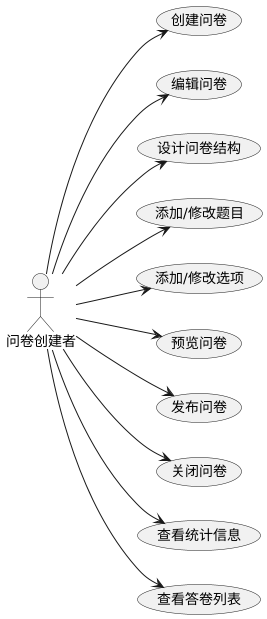 创建问卷
编辑问卷
设计问卷结构
添加/修改题目
添加/修改选项
问卷创建者
预览问卷
发布问卷
关闭问卷
查看统计信息
查看答卷列表